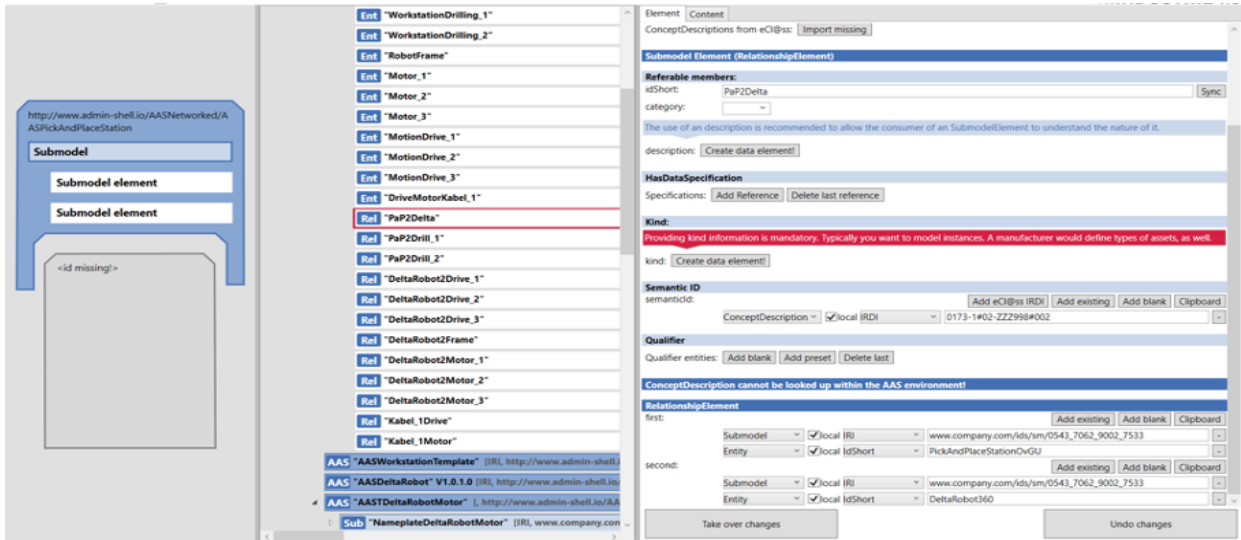 http://www.admin-shell.io/AASNetworked/A
ASPickAndPlaceStation
Submodel
Submodel element
Submodel element
<id missing!>
Ent "WorkstationDrilling_1"
Ent "WorkstationDrilling_2"
Ent "RobotFrame"
Ent "Motor_1"
Ent "Motor_2"
Ent "Motor_3"
Ent "MotionDrive_1"
Ent "MotionDrive_2"
Ent "MotionDrive_3"
Ent "DriveMotorKabel_1"
Rel "PaP2Delta"
Rel "PaP2Drill_1"
Rel "PaP2Drill_2"
Rel "DeltaRobot2Drive_1"
Rel "DeltaRobot2Drive_2"
Rel "DeltaRobot2Drive_3"
Rel "DeltaRobot2Frame"
Rel "DeltaRobot2Motor_1"
Rel "DeltaRobot2Motor_2"
Rel "DeltaRobot2Motor_3"
Rel "Kabel_1Drive"
Rel "Kabel_1Motor"
AAS "AASWorkstationTemplate" [IRI, http://www.admin-shell.i
AAS "AASDeltaRobot" V1.0.1.0 [IRI, http://www.admin-shell.io/
AAS "AASTDeltaRobotMotor" [, http://www.admin-shell.io/AA
Sub "NameplateDeltaRobotMotor" [IRI, www.company.com
Element Content
ConceptDescriptions from eCl@ss: Import missing
Submodel Element (RelationshipElement)
Referable members:
idShort: PaP2Delta Sync
category:
The use of an description is recommended to allow the consumer of an SubmodelElement to understand the nature of it.
description: Create data element!
HasDataSpecification
Specifications: Add Reference Delete last reference
Kind:
Providing kind information is mandatory. Typically you want to model instances. A manufacturer would define types of assets, as well.
kind: Create data element!
Semantic ID
semanticId: Add eCl@ss IRDI Add existing Add blank Clipboard
ConceptDescription local IRDI 0173-1#02-ZZZ998#002 -
Qualifier
Qualifier entities: Add blank Add preset Delete last
ConceptDescription cannot be looked up within the AAS environment!
RelationshipElement
first: Add existing Add blank Clipboard
Submodel local IRI www.company.com/ids/sm/0543_7062_9002_7533 -
Entity local IdShort PickAndPlaceStationOvGU -
second: Add existing Add blank Clipboard
Submodel local IRI www.company.com/ids/sm/0543_7062_9002_7533 -
Entity local IdShort DeltaRobot360 -
Take over changes Undo changes